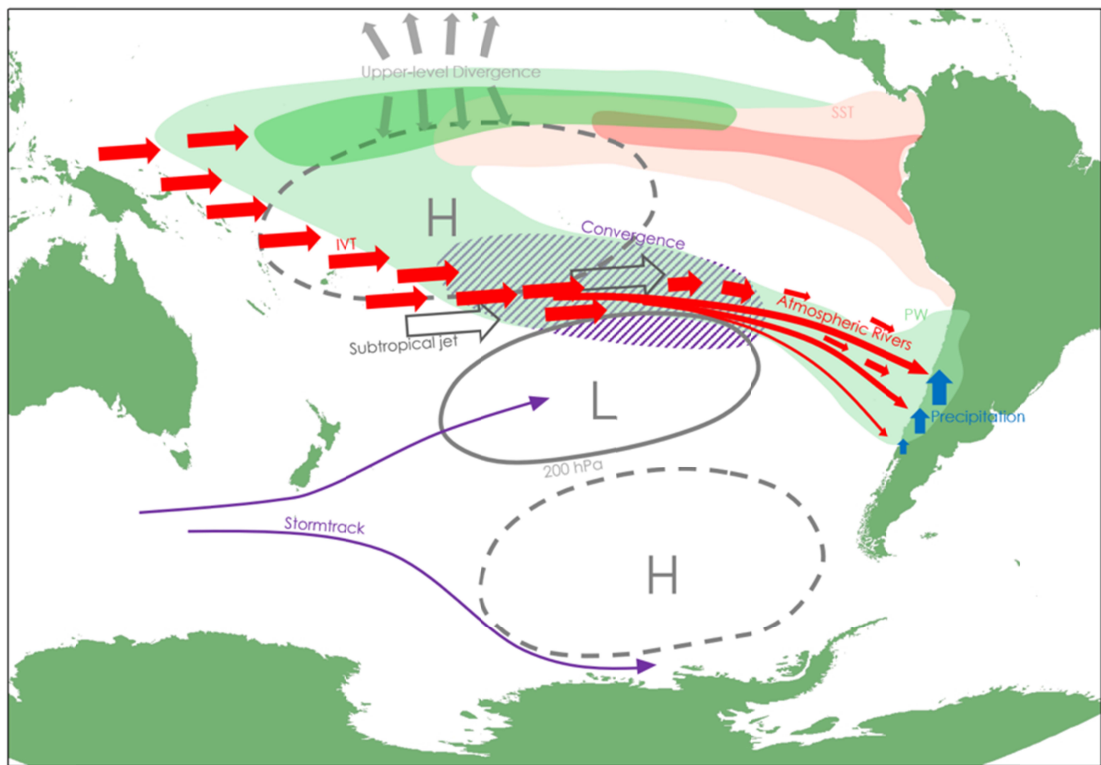 Upper-level Divergence
SST
H
Convergence
IVT
Atmospheric Rivers
PW
Subtropical jet
L
Precipitation
200 hPa
Stormtrack
H